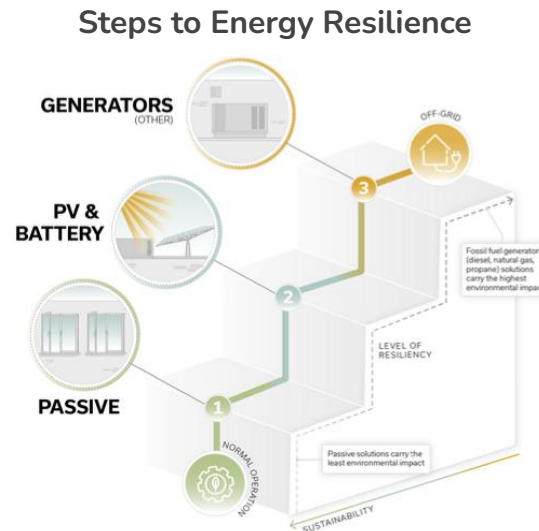 Steps to Energy Resilience
GENERATORS
(OTHER)
OFF-GRID
3
PV &
BATTERY
Fossil fuel generator
(diesel, natural gas,
propane) solutions
carry the highest
environmental impact
2
LEVEL OF
RESILIENCY
1
PASSIVE
NORMAL OPERATION
Passive solutions carry the
least environmental impact
SUSTAINABILITY